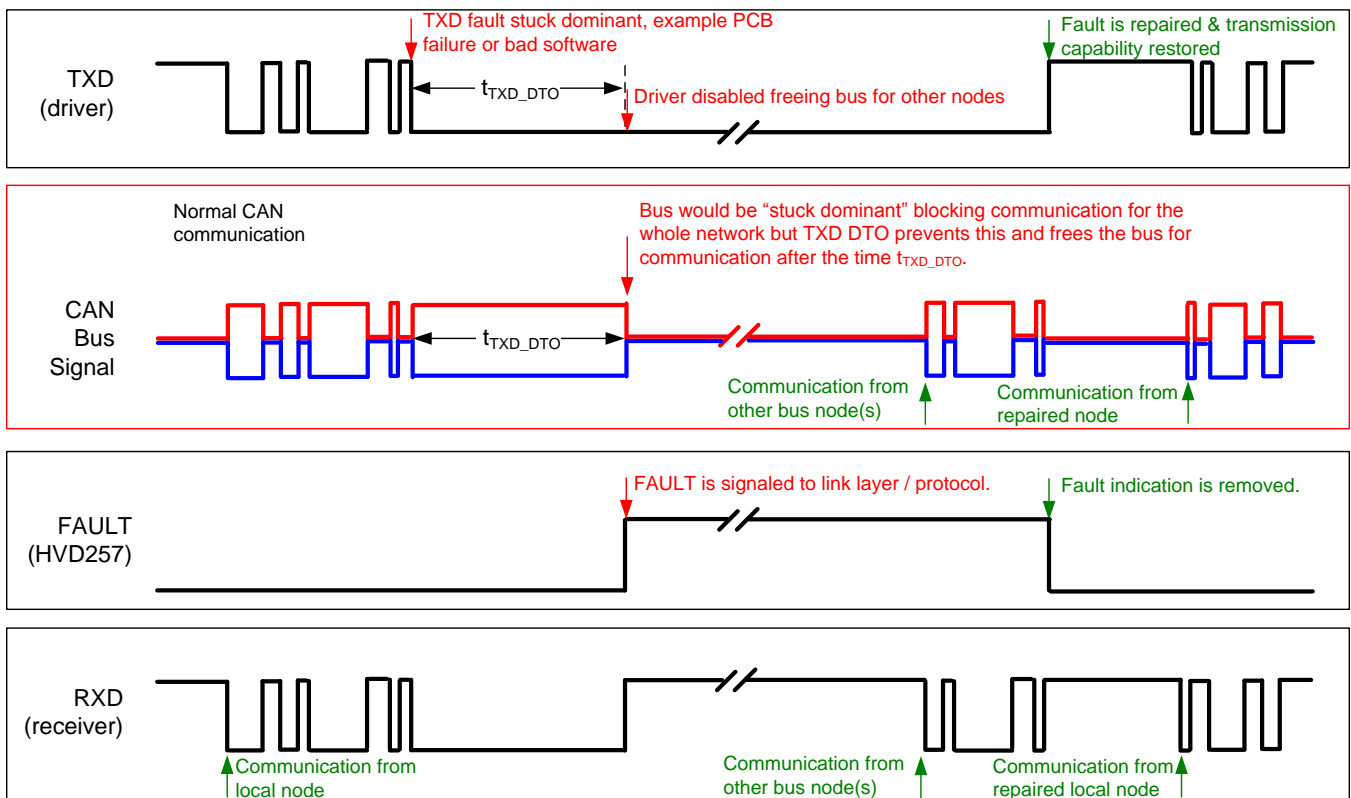 TXD fault stuck dominant, example PCB
failure or bad software
Fault is repaired & transmission
capability restored
TXD
(driver)
tTXD_DTO
Driver disabled freeing bus for other nodes
Normal CAN
communication
Bus would be “stuck dominant” blocking communication for the
whole network but TXD DTO prevents this and frees the bus for
communication after the time tTXD_DTO.
CAN
Bus
Signal
tTXD_DTO
Communication from
other bus node(s)
Communication from
repaired node
FAULT is signaled to link layer / protocol.
Fault indication is removed.
FAULT
(HVD257)
RXD
(receiver)
Communication from
local node
Communication from
other bus node(s)
Communication from
repaired local node